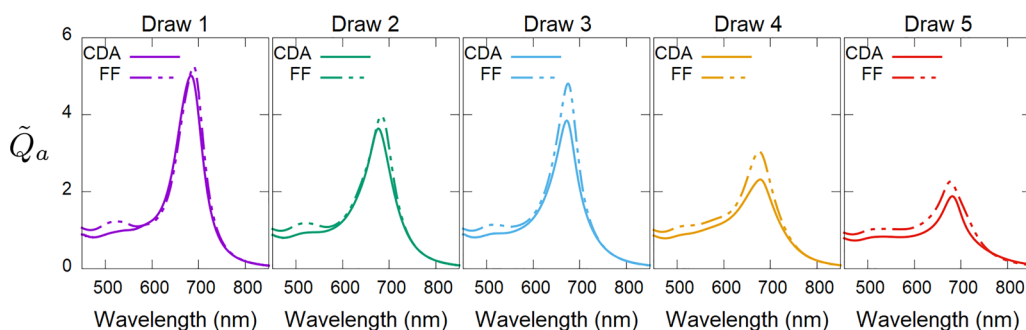 Draw 1 Draw 2 Draw 3 Draw 4 Draw 5
6
CDA CDA CDA CDA CDA
FF FF FF FF FF
4
Q̃a
2
0
500 600 700 800 500 600 700 800 500 600 700 800 500 600 700 800 500 600 700 800
Wavelength (nm) Wavelength (nm) Wavelength (nm) Wavelength (nm) Wavelength (nm)